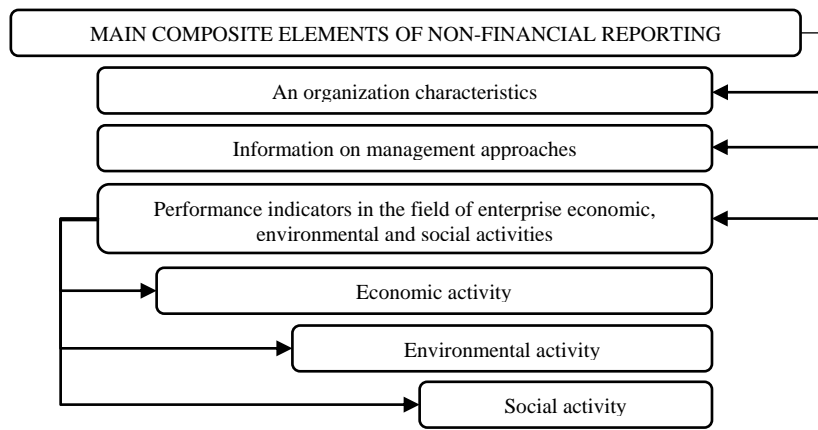 MAIN COMPOSITE ELEMENTS OF NON-FINANCIAL REPORTING
An organization characteristics
Information on management approaches
Performance indicators in the field of enterprise economic,
environmental and social activities
Economic activity
Environmental activity
Social activity